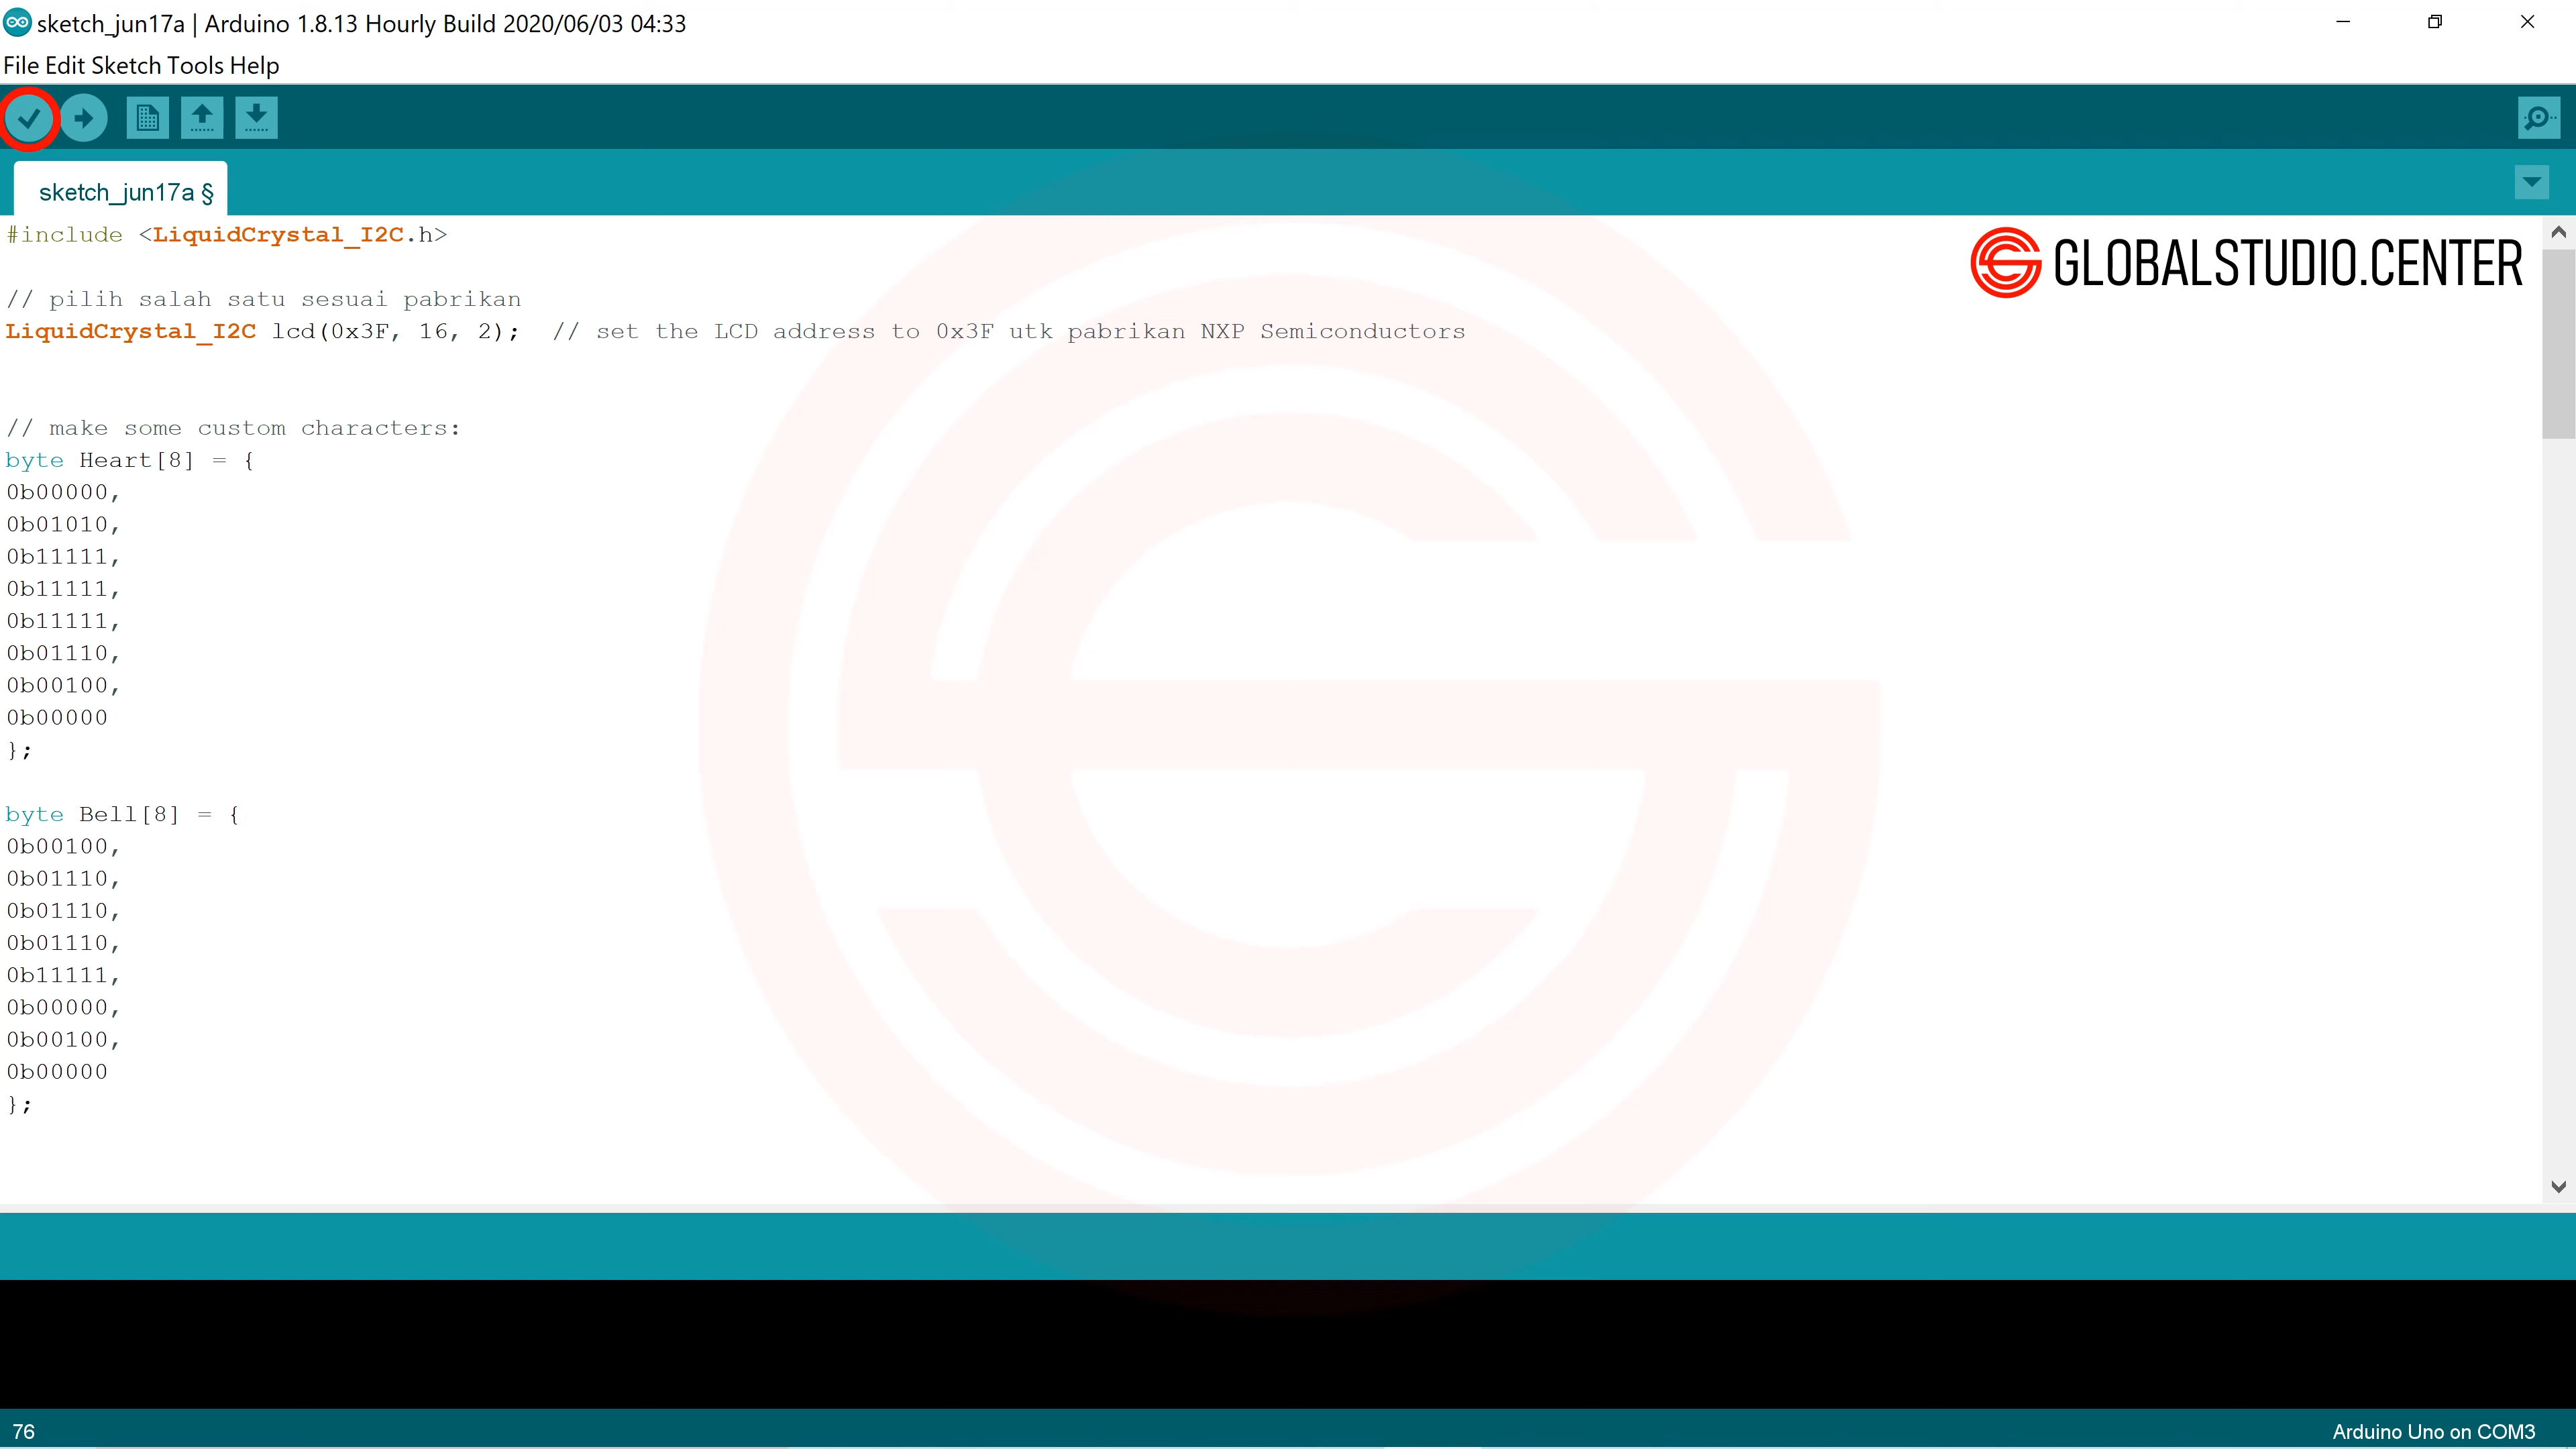 sketch_jun17a | Arduino 1.8.13 Hourly Build 2020/06/03 04:33
File Edit Sketch Tools Help
sketch_jun17a §
GLOBALSTUDIO.CENTER
#include <LiquidCrystal_I2C.h>
// pilih salah satu sesuai pabrikan
LiquidCrystal_I2C lcd(0x3F, 16, 2);  // set the LCD address to 0x3F utk pabrikan NXP Semiconductors
// make some custom characters:
byte Heart[8] = {
0b00000,
0b01010,
0b11111,
0b11111,
0b11111,
0b01110,
0b00100,
0b00000
};
byte Bell[8] = {
0b00100,
0b01110,
0b01110,
0b01110,
0b11111,
0b00000,
0b00100,
0b00000
};
76
Arduino Uno on COM3